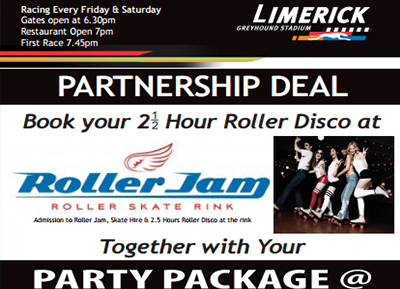 Racing Every Friday & Saturday
Gates open at 6.30pm
Restaurant Open 7pm
First Race 7.45pm
LIMERICK
GREYHOUND STADIUM
PARTNERSHIP DEAL
Book your 2½ Hour Roller Disco at
Roller Jam
ROLLER SKATE RINK
Admission to Roller Jam, Skate Hire & 2.5 Hours Roller Disco at the rink
Together with Your
PARTY PACKAGE @